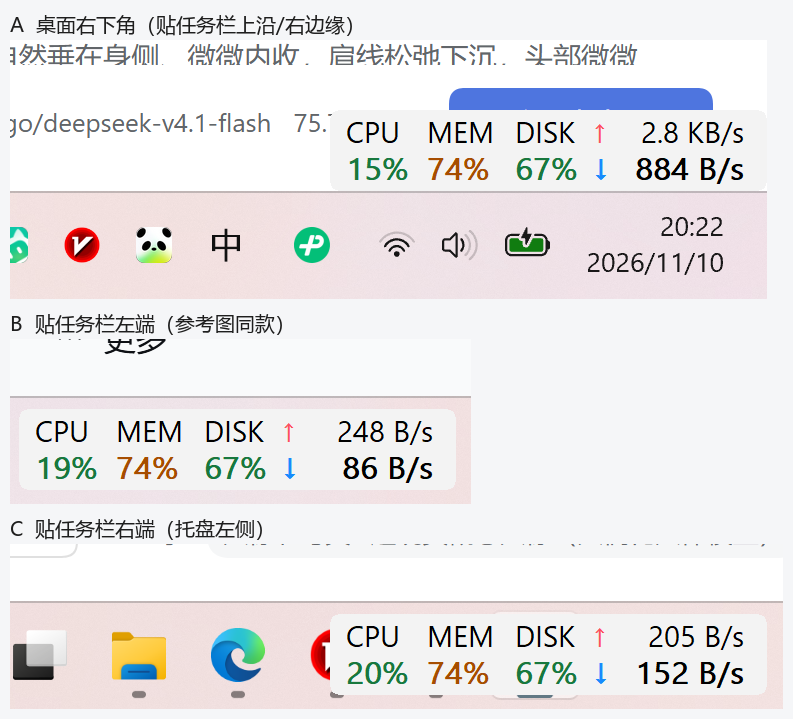 A 桌面右下角（贴任务栏上沿/右边缘）
自然垂在身侧，微微内收，肩线松弛下沉，头部微微
go/deepseek-v4.1-flash 75.
CPU MEM DISK ↑ 2.8 KB/s
15% 74% 67% ↓ 884 B/s
中
20:22
2026/11/10
B 贴任务栏左端（参考图同款）
更多
CPU MEM DISK ↑ 248 B/s
19% 74% 67% ↓ 86 B/s
C 贴任务栏右端（托盘左侧）
CPU MEM DISK ↑ 205 B/s
20% 74% 67% ↓ 152 B/s